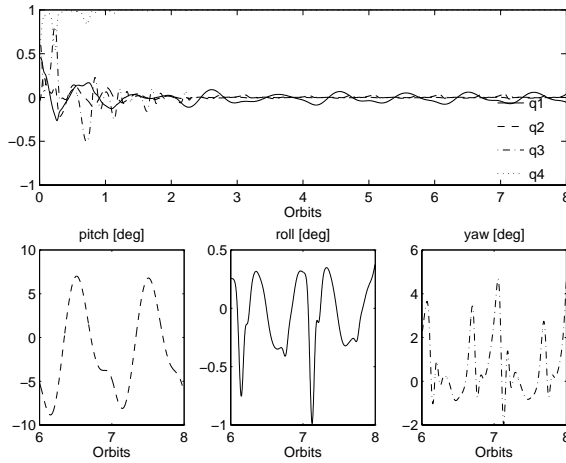 1
0.5
0
−0.5
−1
0 1 2 3 4 5 6 7 8
Orbits
q1
q2
q3
q4
pitch [deg]
10
5
0
−5
−10
6 7 8
Orbits
roll [deg]
0.5
0
−0.5
−1
6 7 8
Orbits
yaw [deg]
6
4
2
0
−2
6 7 8
Orbits